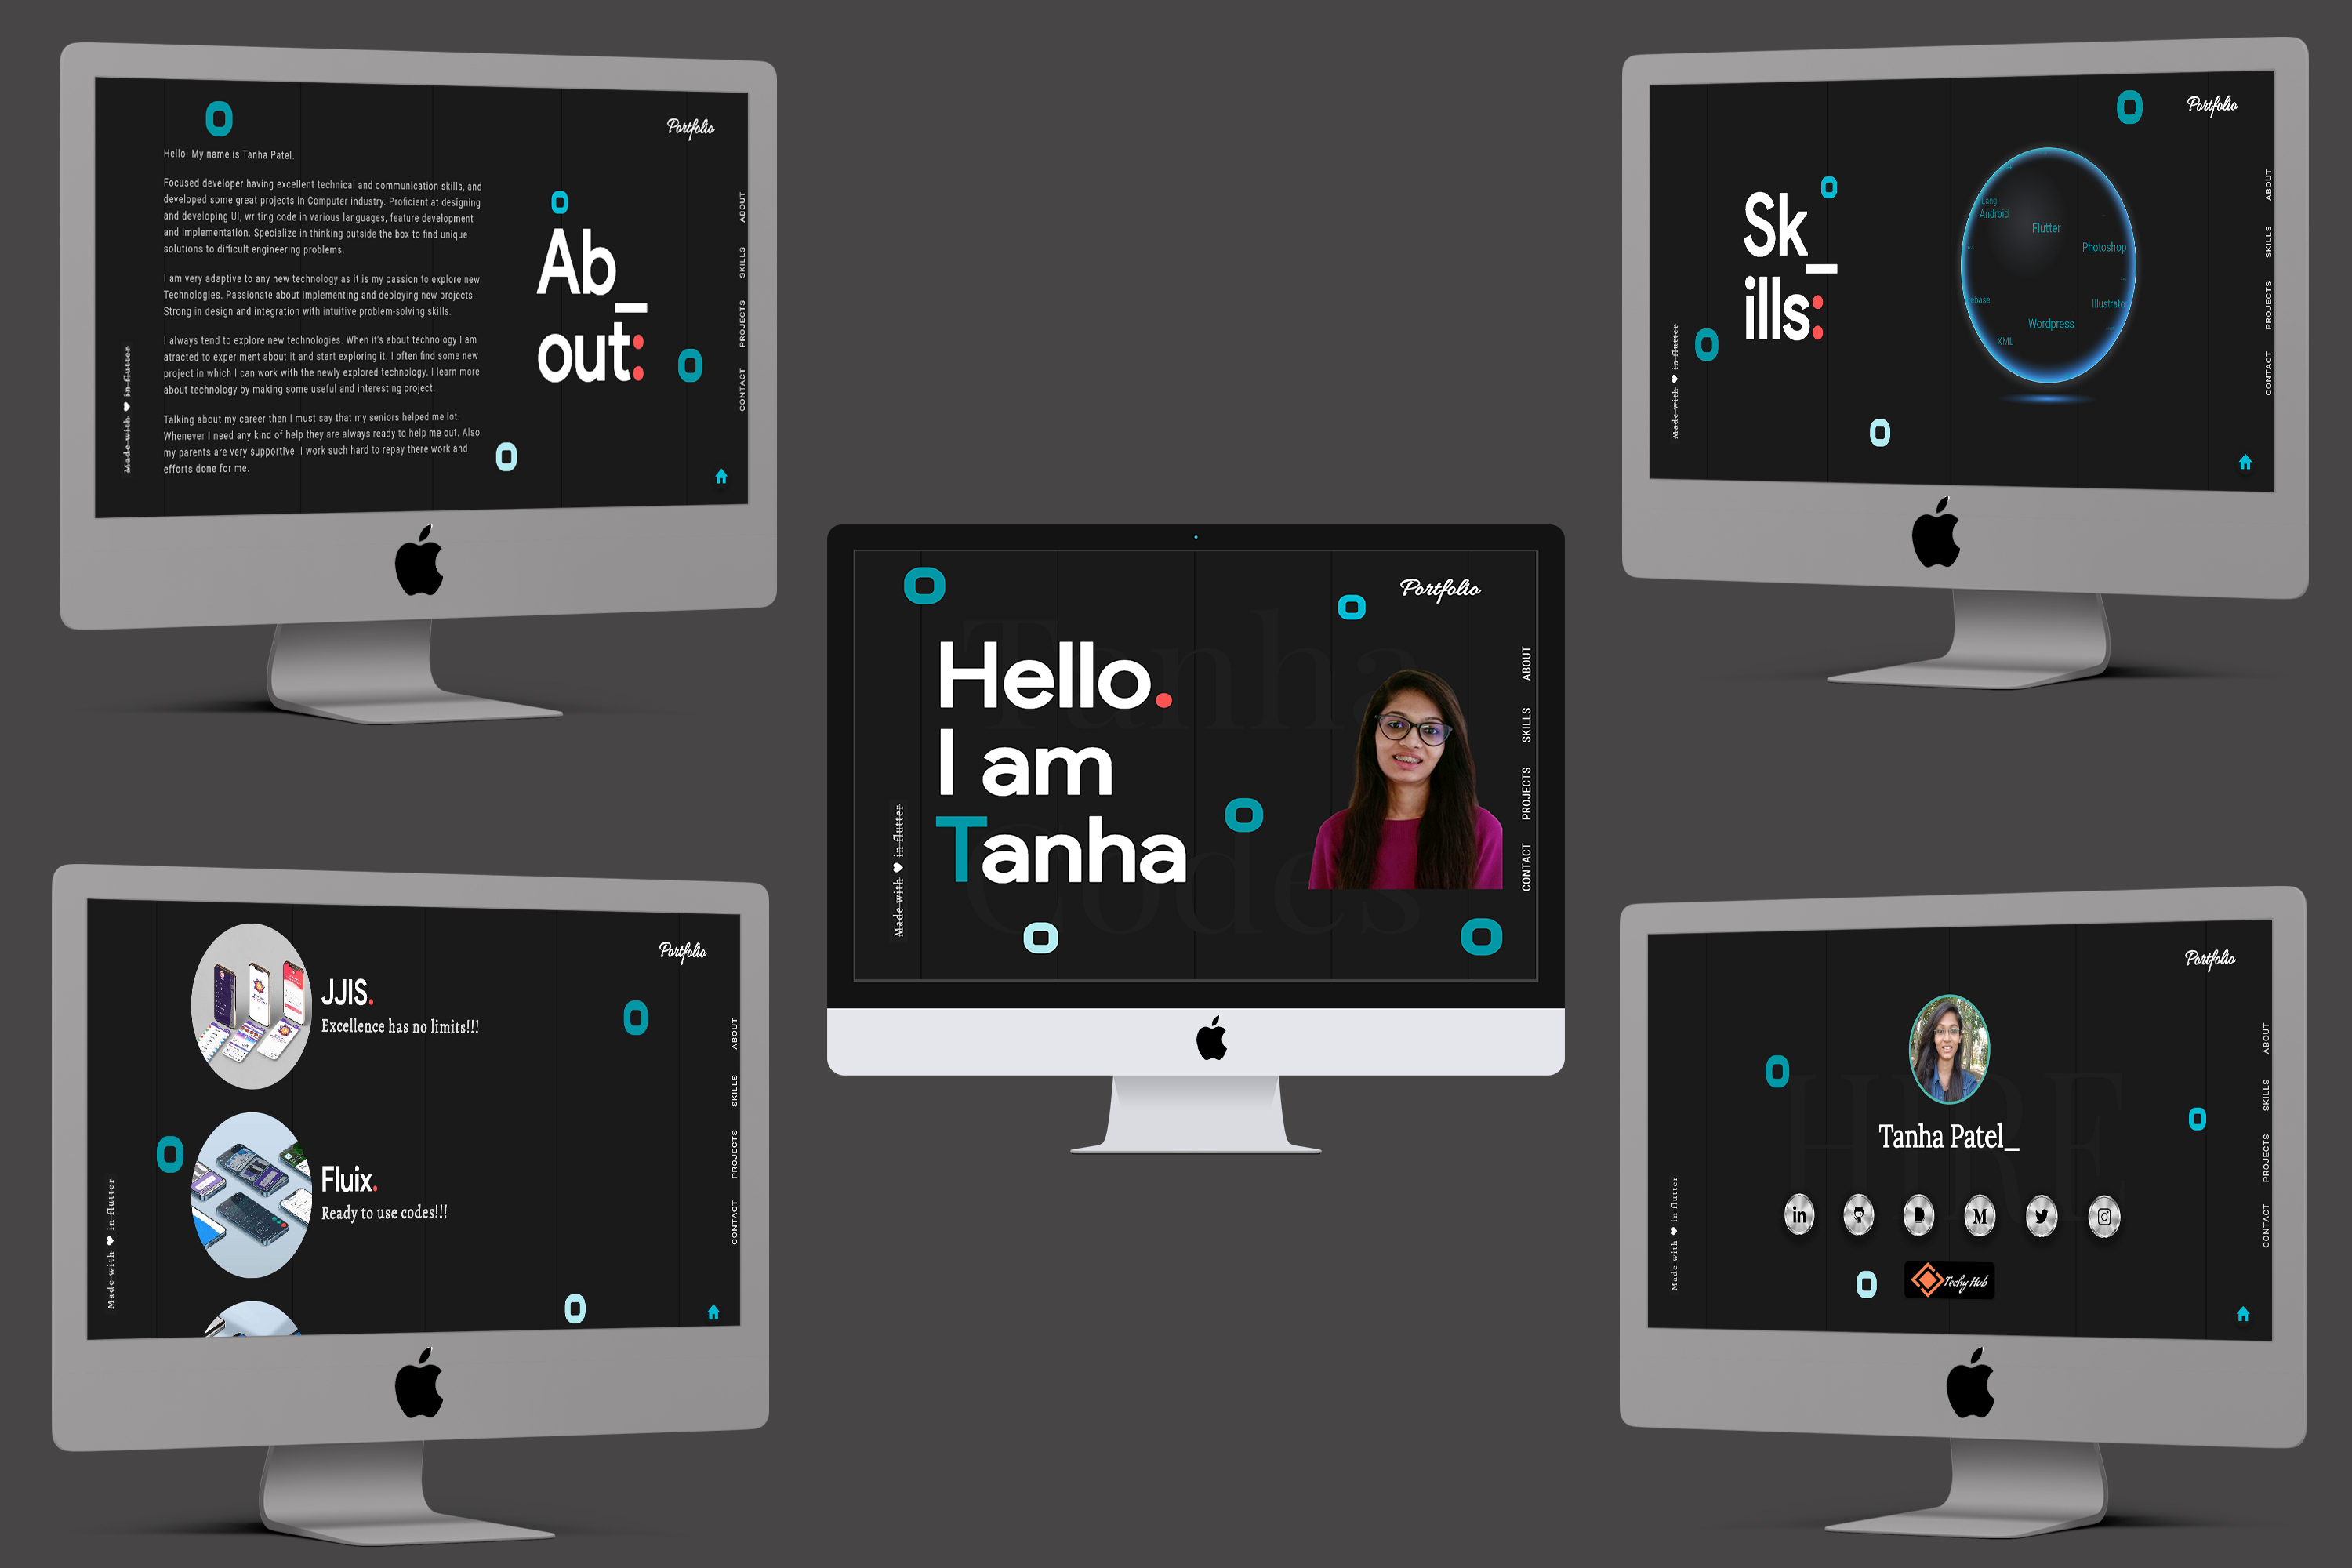 Portfolio
Hello! My name is Tanha Patel.
Focused developer having excellent technical and communication skills, and
developed some great projects in Computer industry. Proficient at designing
and developing UI, writing code in various languages, feature development
and implementation. Specialize in thinking outside the box to find unique
solutions to difficult engineering problems.
I am very adaptive to any new technology as it is my passion to explore new
Technologies. Passionate about implementing and deploying new projects.
Strong in design and integration with intuitive problem-solving skills.
I always tend to explore new technologies. When it's about technology I am
atracted to experiment about it and start exploring it. I often find some new
project in which I can work with the newly explored technology. I learn more
about technology by making some useful and interesting project.
Talking about my career then I must say that my seniors helped me lot.
Whenever I need any kind of help they are always ready to help me out. Also
my parents are very supportive. I work such hard to repay there work and
efforts done for me.
Ab_
out:
ABOUT
SKILLS
PROJECTS
CONTACT
Made with ♥ in flutter
Portfolio
Sk_
ills:
Lang.
Android
Flutter
Photoshop
ebase
Illustrator
Wordpress
XML
ABOUT
SKILLS
PROJECTS
CONTACT
Made with ♥ in flutter
Portfolio
Tanha
Codes
Hello.
I am
Tanha
ABOUT
SKILLS
PROJECTS
CONTACT
Made with ♥ in flutter
Portfolio
JJIS.
Excellence has no limits!!!
Fluix.
Ready to use codes!!!
ABOUT
SKILLS
PROJECTS
CONTACT
Made with ♥ in flutter
Portfolio
HIRE
Tanha Patel_
in
D
M
Techy Hub
ABOUT
SKILLS
PROJECTS
CONTACT
Made with ♥ in flutter